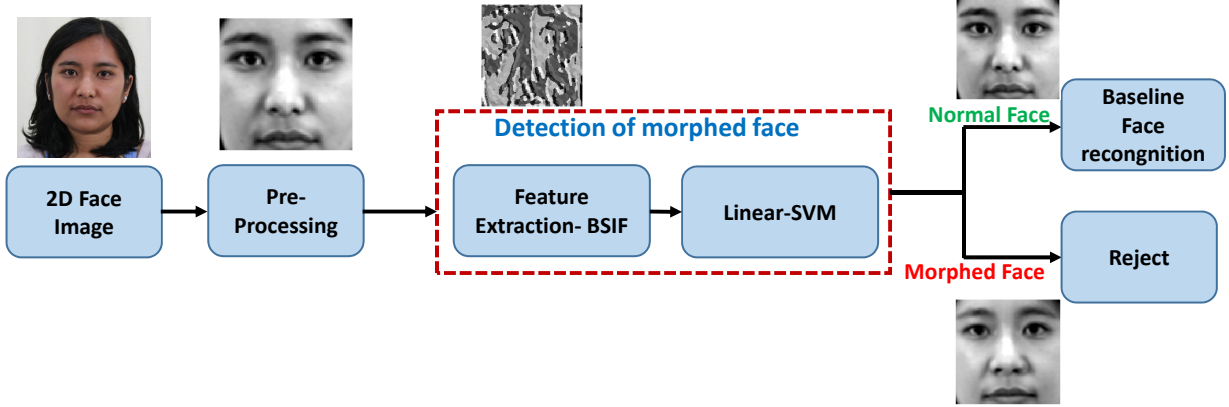 2D Face
Image
Pre-
Processing
Detection of morphed face
Feature
Extraction- BSIF
Linear-SVM
Normal Face
Baseline
Face
recongnition
Morphed Face
Reject